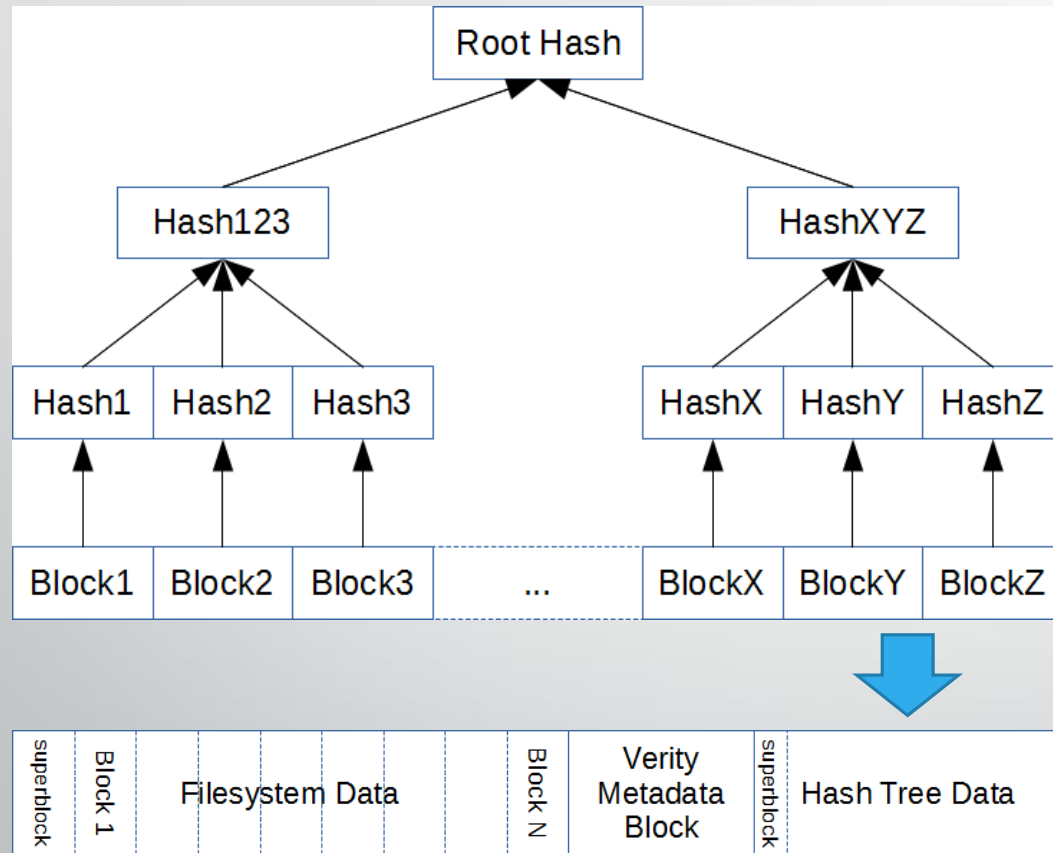 Root Hash
Hash123
HashXYZ
Hash1
Hash2
Hash3
HashX
HashY
HashZ
Block1
Block2
Block3
...
BlockX
BlockY
BlockZ
superblock
Block 1
Filesystem Data
Block N
Verity
Metadata
Block
superblock
Hash Tree Data